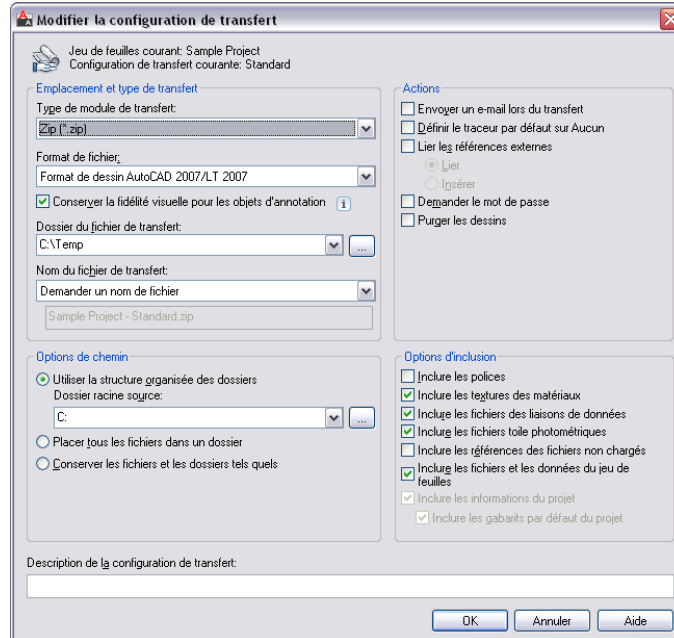 Modifier la configuration de transfert
Jeu de feuilles courant: Sample Project
Configuration de transfert courante: Standard
Emplacement et type de transfert
Type de module de transfert:
Zip (*.zip)
Format de fichier:
Format de dessin AutoCAD 2007/LT 2007
Conserver la fidélité visuelle pour les objets d'annotation
i
Dossier du fichier de transfert:
C:\Temp
...
Nom du fichier de transfert:
Demander un nom de fichier
Sample Project - Standard.zip
Actions
Envoyer un e-mail lors du transfert
Définir le traceur par défaut sur Aucun
Lier les références externes
Lier
Insérer
Demander le mot de passe
Purger les dessins
Options de chemin
Utiliser la structure organisée des dossiers
Dossier racine source:
C:
...
Placer tous les fichiers dans un dossier
Conserver les fichiers et les dossiers tels quels
Options d'inclusion
Inclure les polices
Inclure les textures des matériaux
Inclure les fichiers des liaisons de données
Inclure les fichiers toile photométriques
Inclure les références des fichiers non chargés
Inclure les fichiers et les données du jeu de
feuilles
Inclure les informations du projet
Inclure les gabarits par défaut du projet
Description de la configuration de transfert:
OK
Annuler
Aide